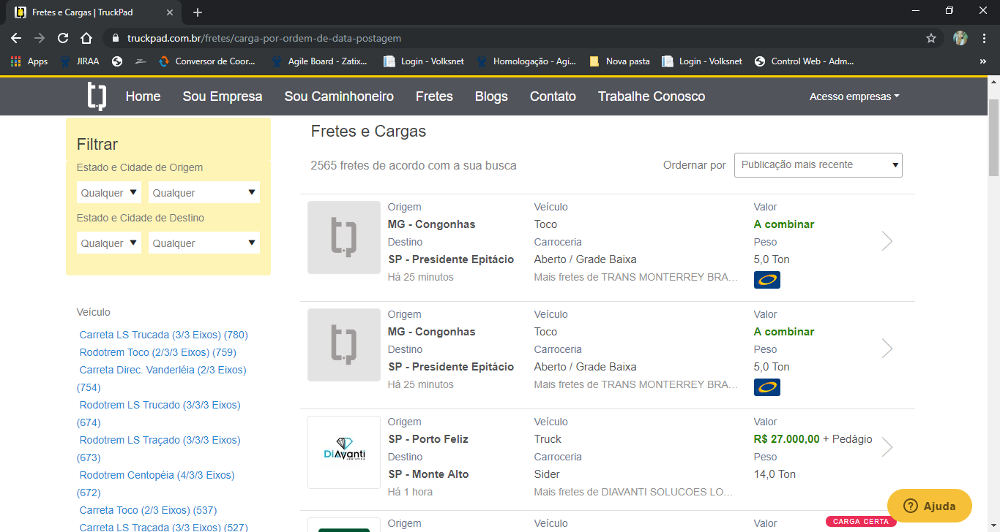 Fretes e Cargas | TruckPad
truckpad.com.br/fretes/carga-por-ordem-de-data-postagem
Apps JIRAA Conversor de Coor... Agile Board - Zatix... Login - Volksnet Homologação - Agi... Nova pasta Login - Volksnet Control Web - Adm... »
t.p Home Sou Empresa Sou Caminhoneiro Fretes Blogs Contato Trabalhe Conosco Acesso empresas
Filtrar
Estado e Cidade de Origem
Qualquer Qualquer
Estado e Cidade de Destino
Qualquer Qualquer
Veículo
Carreta LS Trucada (3/3 Eixos) (780)
Rodotrem Toco (2/3/3 Eixos) (759)
Carreta Direc. Vanderléia (2/3 Eixos)
(754)
Rodotrem LS Trucado (3/3/3 Eixos)
(674)
Rodotrem LS Traçado (3/3/3 Eixos)
(673)
Rodotrem Centopéia (4/3/3 Eixos)
(672)
Carreta Toco (2/3 Eixos) (537)
Carreta LS Traçada (3/3 Eixos) (527)
Fretes e Cargas
2565 fretes de acordo com a sua busca
Ordernar por Publicação mais recente
t.p
Origem Veículo Valor
MG - Congonhas Toco A combinar
Destino Carroceria Peso
SP - Presidente Epitácio Aberto / Grade Baixa 5,0 Ton
Há 25 minutos Mais fretes de TRANS MONTERREY BRA...
t.p
Origem Veículo Valor
MG - Congonhas Toco A combinar
Destino Carroceria Peso
SP - Presidente Epitácio Aberto / Grade Baixa 5,0 Ton
Há 25 minutos Mais fretes de TRANS MONTERREY BRA...
DiAvanti
LOGÍSTICA
Origem Veículo Valor
SP - Porto Feliz Truck R$ 27.000,00 + Pedágio
Destino Carroceria Peso
SP - Monte Alto Sider 14,0 Ton
Há 1 hora Mais fretes de DIAVANTI SOLUCOES LO...
Origem Veículo Valor
CARGA CERTA
? Ajuda